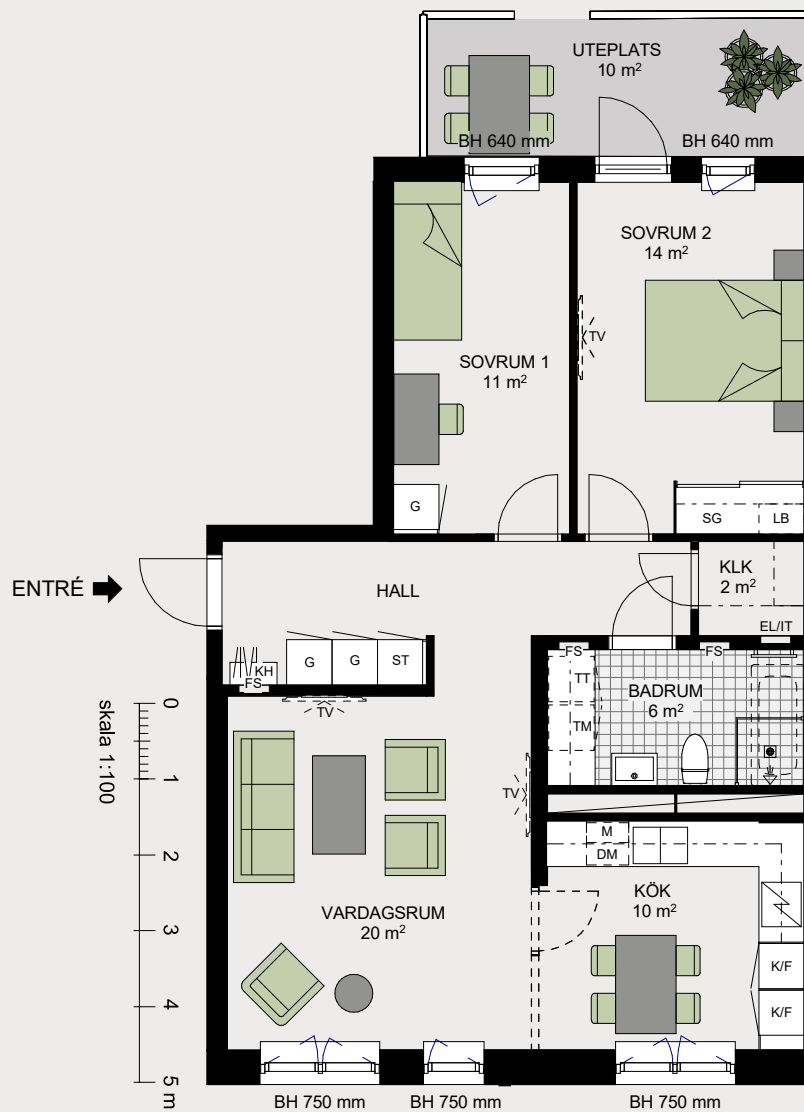 UTEPLATS
10 m²
BH 640 mm
BH 640 mm
SOVRUM 2
14 m²
TV
SOVRUM 1
11 m²
G
SG
LB
ENTRÉ
HALL
KLK
2 m²
EL/IT
KH
FS
G
G
ST
FS
FS
TT
BADRUM
6 m²
TM
TV
TV
skala 1:100
0
1
2
3
4
5 m
M
DM
VARDAGSRUM
20 m²
KÖK
10 m²
K/F
K/F
BH 750 mm
BH 750 mm
BH 750 mm